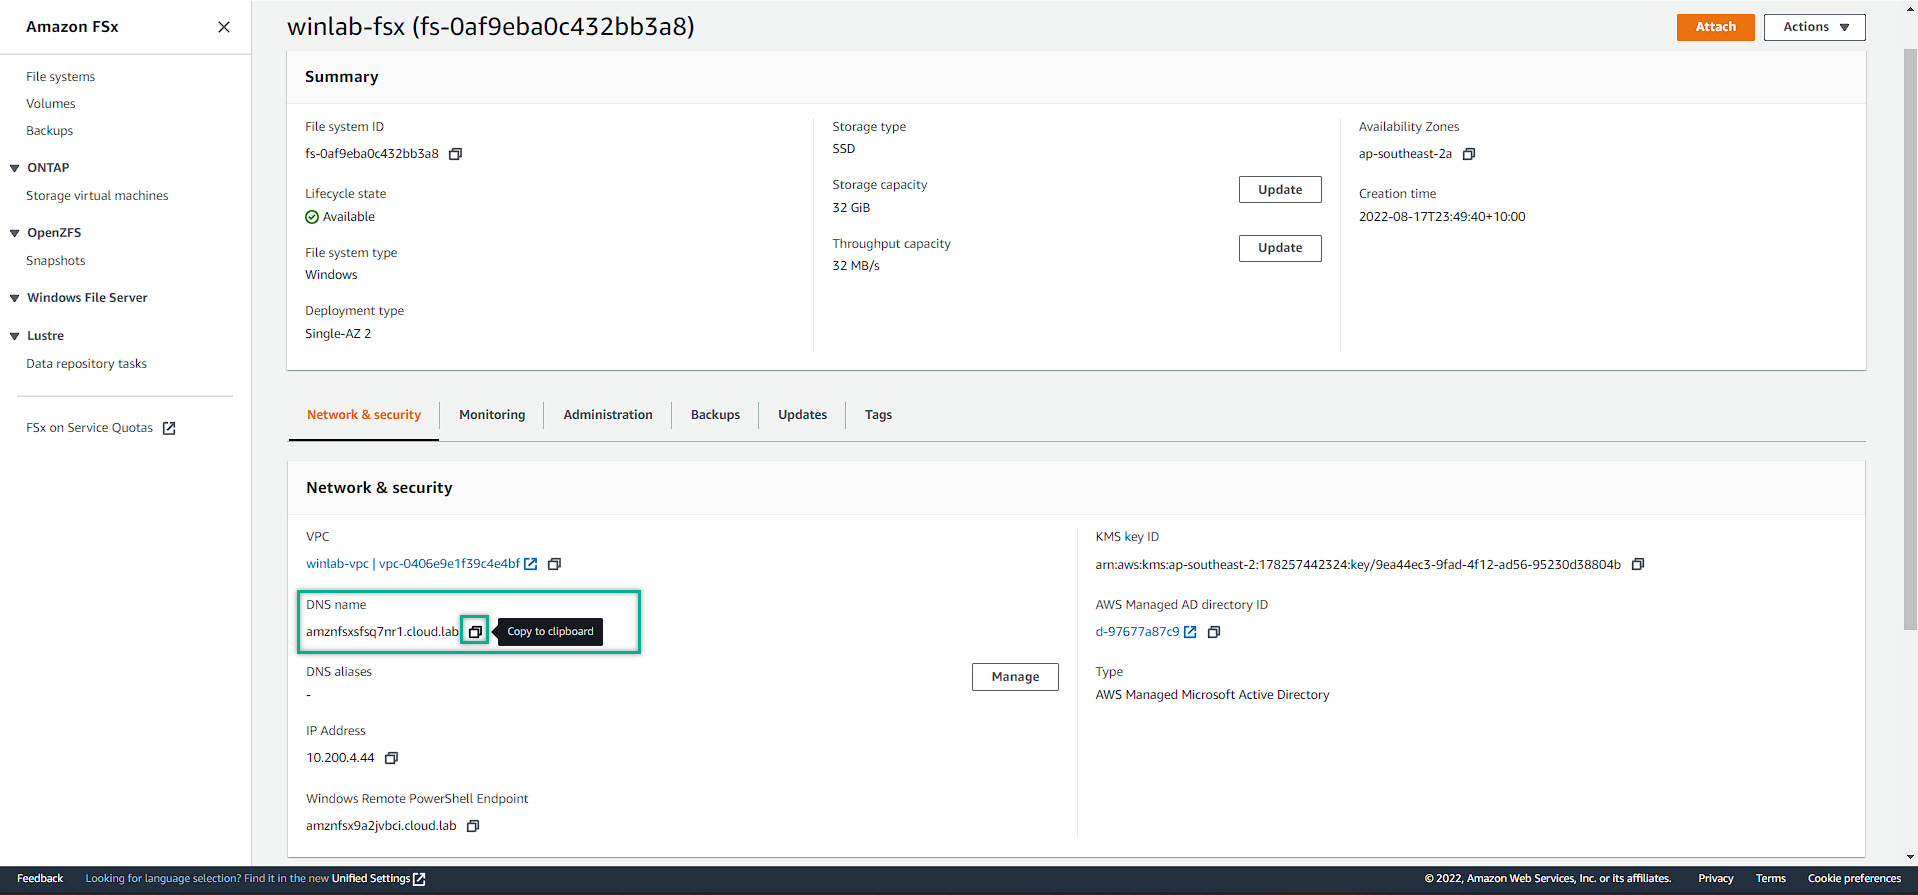 Amazon FSx
File systems
Volumes
Backups
ONTAP
Storage virtual machines
OpenZFS
Snapshots
Windows File Server
Lustre
Data repository tasks
FSx on Service Quotas
winlab-fsx (fs-0af9eba0c432bb3a8)
Attach
Actions
Summary
File system ID
fs-0af9eba0c432bb3a8
Lifecycle state
Available
File system type
Windows
Deployment type
Single-AZ 2
Storage type
SSD
Storage capacity
32 GiB
Update
Throughput capacity
32 MB/s
Update
Availability Zones
ap-southeast-2a
Creation time
2022-08-17T23:49:40+10:00
Network & security
Monitoring
Administration
Backups
Updates
Tags
Network & security
VPC
winlab-vpc | vpc-0406e9e1f39c4e4bf
DNS name
amznfsxsfsq7nr1.cloud.lab
Copy to clipboard
DNS aliases
-
Manage
IP Address
10.200.4.44
Windows Remote PowerShell Endpoint
amznfsx9a2jvbci.cloud.lab
KMS key ID
arn:aws:kms:ap-southeast-2:178257442324:key/9ea44ec3-9fad-4f12-ad56-95230d38804b
AWS Managed AD directory ID
d-97677a87c9
Type
AWS Managed Microsoft Active Directory
Feedback
Looking for language selection? Find it in the new Unified Settings
© 2022, Amazon Web Services, Inc. or its affiliates.
Privacy
Terms
Cookie preferences